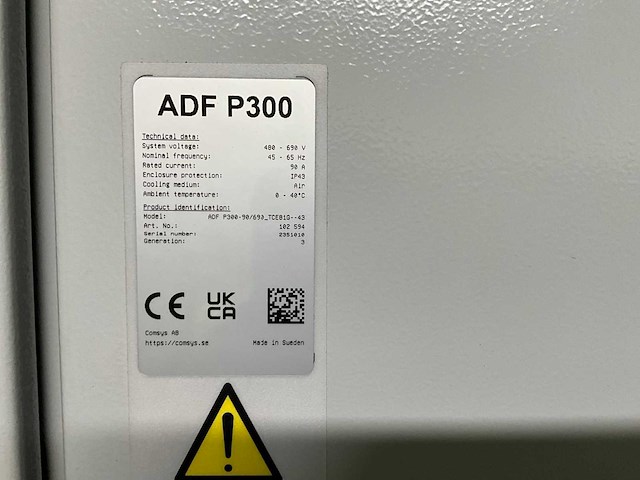 ADF P300
Technical data:
System voltage: 480 - 690 V
Nominal frequency: 45 - 65 Hz
Rated current: 90 A
Enclosure protection: IP43
Cooling medium: Air
Ambient temperature: 0 - 40°C
Product identification:
Model: ADF P300-90/690_TCEB1G--43
Art. No.: 102 594
Serial number: 2351010
Generation: 3
CE UK
CA
Comsys AB
https://comsys.se Made in Sweden
!